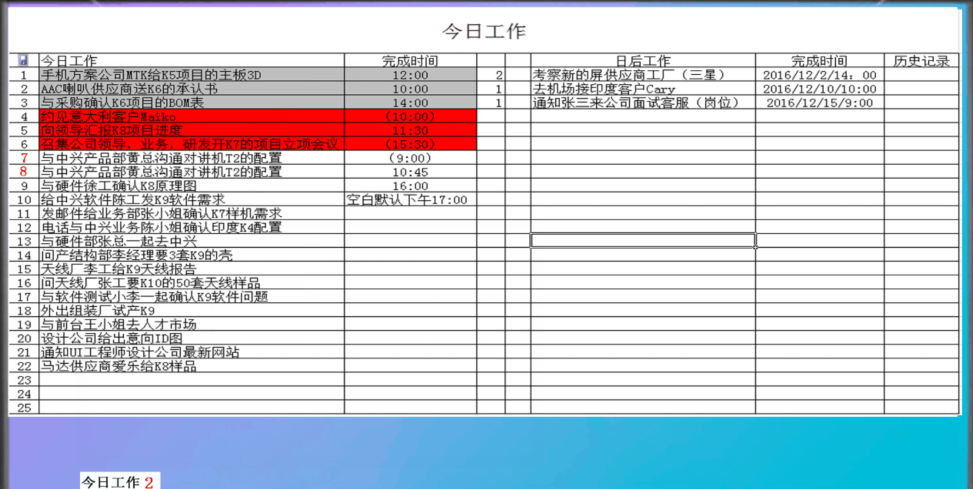 今日工作
今日工作 完成时间 日后工作 完成时间 历史记录
1 手机方案公司MTK给K5项目的主板3D 12:00 2 考察新的屏供应商工厂（三星） 2016/12/2/14：00
2 AAC喇叭供应商送K6的承认书 10:00 1 去机场接印度客户Cary 2016/12/10/10:00
3 与采购确认K6项目的BOM表 14:00 1 通知张三来公司面试客服（岗位） 2016/12/15/9:00
4 约见意大利客户Maiko (10:00)
5 向领导汇报K8项目进度 11:30
6 召集公司领导、业务、研发开K7的项目立项会议 (15:30)
7 与中兴产品部黄总沟通对讲机T2的配置 (9:00)
8 与中兴产品部黄总沟通对讲机T2的配置 10:45
9 与硬件徐工确认K8原理图 16:00
10 给中兴软件陈工发K9软件需求 空白默认下午17:00
11 发邮件给业务部张小姐确认K7样机需求
12 电话与中兴业务陈小姐确认印度K4配置
13 与硬件部张总一起去中兴
14 问产结构部李经理要3套K9的壳
15 天线厂李工给K9天线报告
16 问天线厂张工要K10的50套天线样品
17 与软件测试小李一起确认K9软件问题
18 外出组装厂试产K9
19 与前台王小姐去人才市场
20 设计公司给出意向ID图
21 通知UI工程师设计公司最新网站
22 马达供应商爱乐给K8样品
23
24
25
今日工作 2